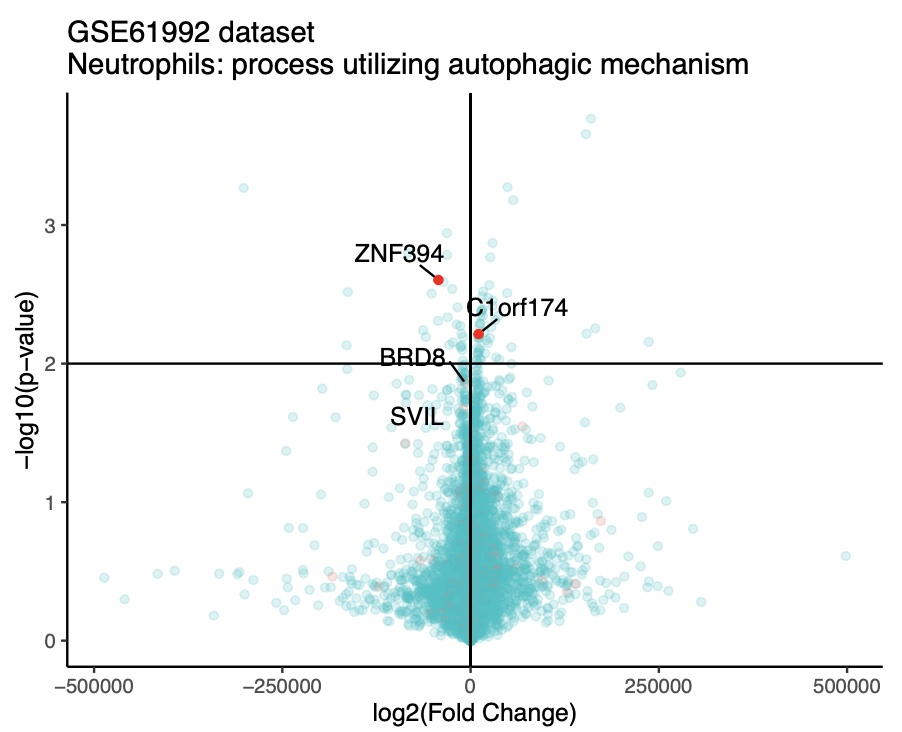 GSE61992 dataset
Neutrophils: process utilizing autophagic mechanism
3
2
1
0
−log10(p−value)
ZNF394
C1orf174
BRD8
SVIL
−500000
−250000
0
250000
500000
log2(Fold Change)